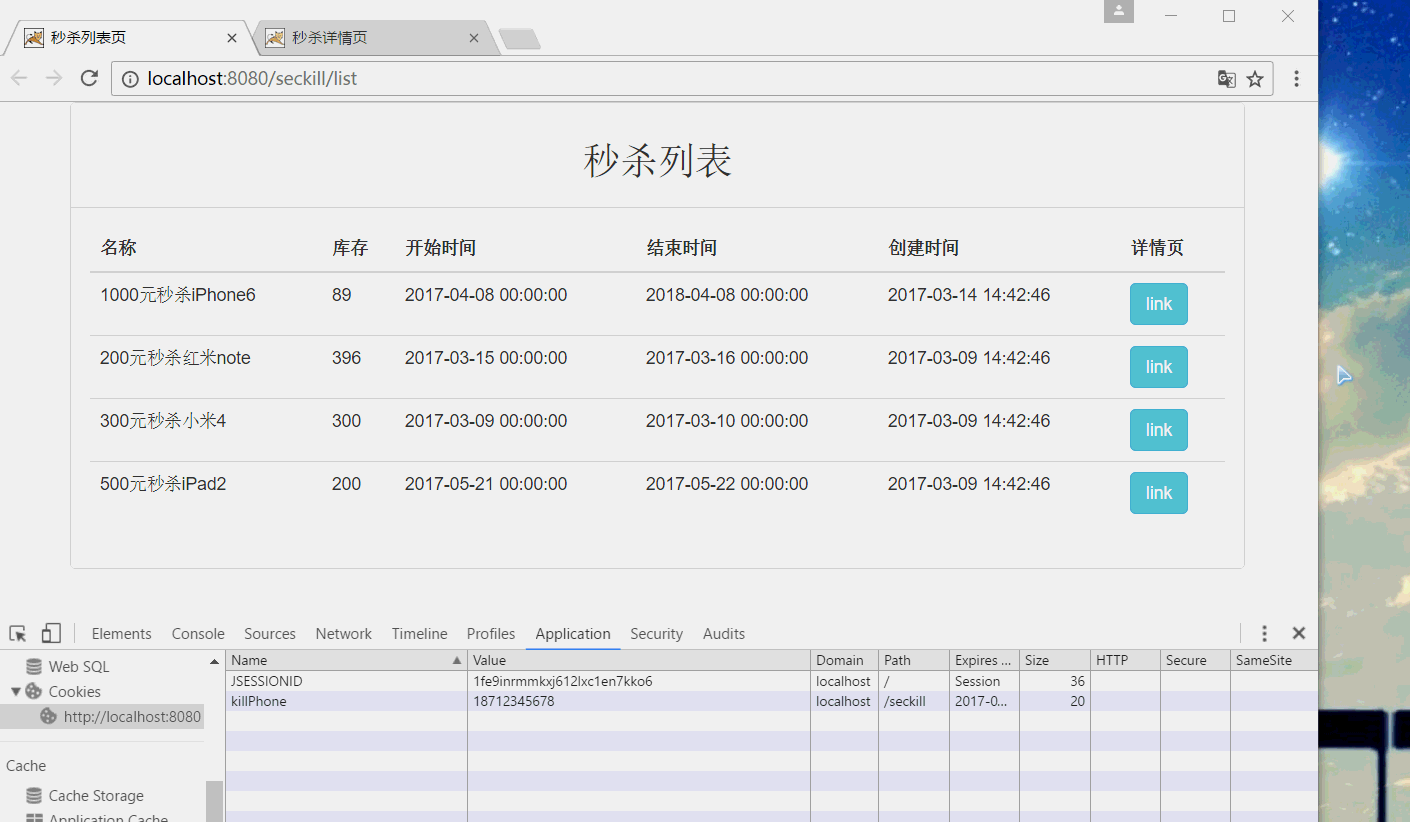 秒杀列表页 秒杀详情页
localhost:8080/seckill/list
秒杀列表
名称 库存 开始时间 结束时间 创建时间 详情页
1000元秒杀iPhone6 89 2017-04-08 00:00:00 2018-04-08 00:00:00 2017-03-14 14:42:46 link
200元秒杀红米note 396 2017-03-15 00:00:00 2017-03-16 00:00:00 2017-03-09 14:42:46 link
300元秒杀小米4 300 2017-03-09 00:00:00 2017-03-10 00:00:00 2017-03-09 14:42:46 link
500元秒杀iPad2 200 2017-05-21 00:00:00 2017-05-22 00:00:00 2017-03-09 14:42:46 link
Elements Console Sources Network Timeline Profiles Application Security Audits
Web SQL
Cookies
http://localhost:8080
Cache
Cache Storage
Application Cache
Name Value Domain Path Expires ... Size HTTP Secure SameSite
JSESSIONID 1fe9inrmmkxj612lxc1en7kko6 localhost / Session 36
killPhone 18712345678 localhost /seckill 2017-0... 20